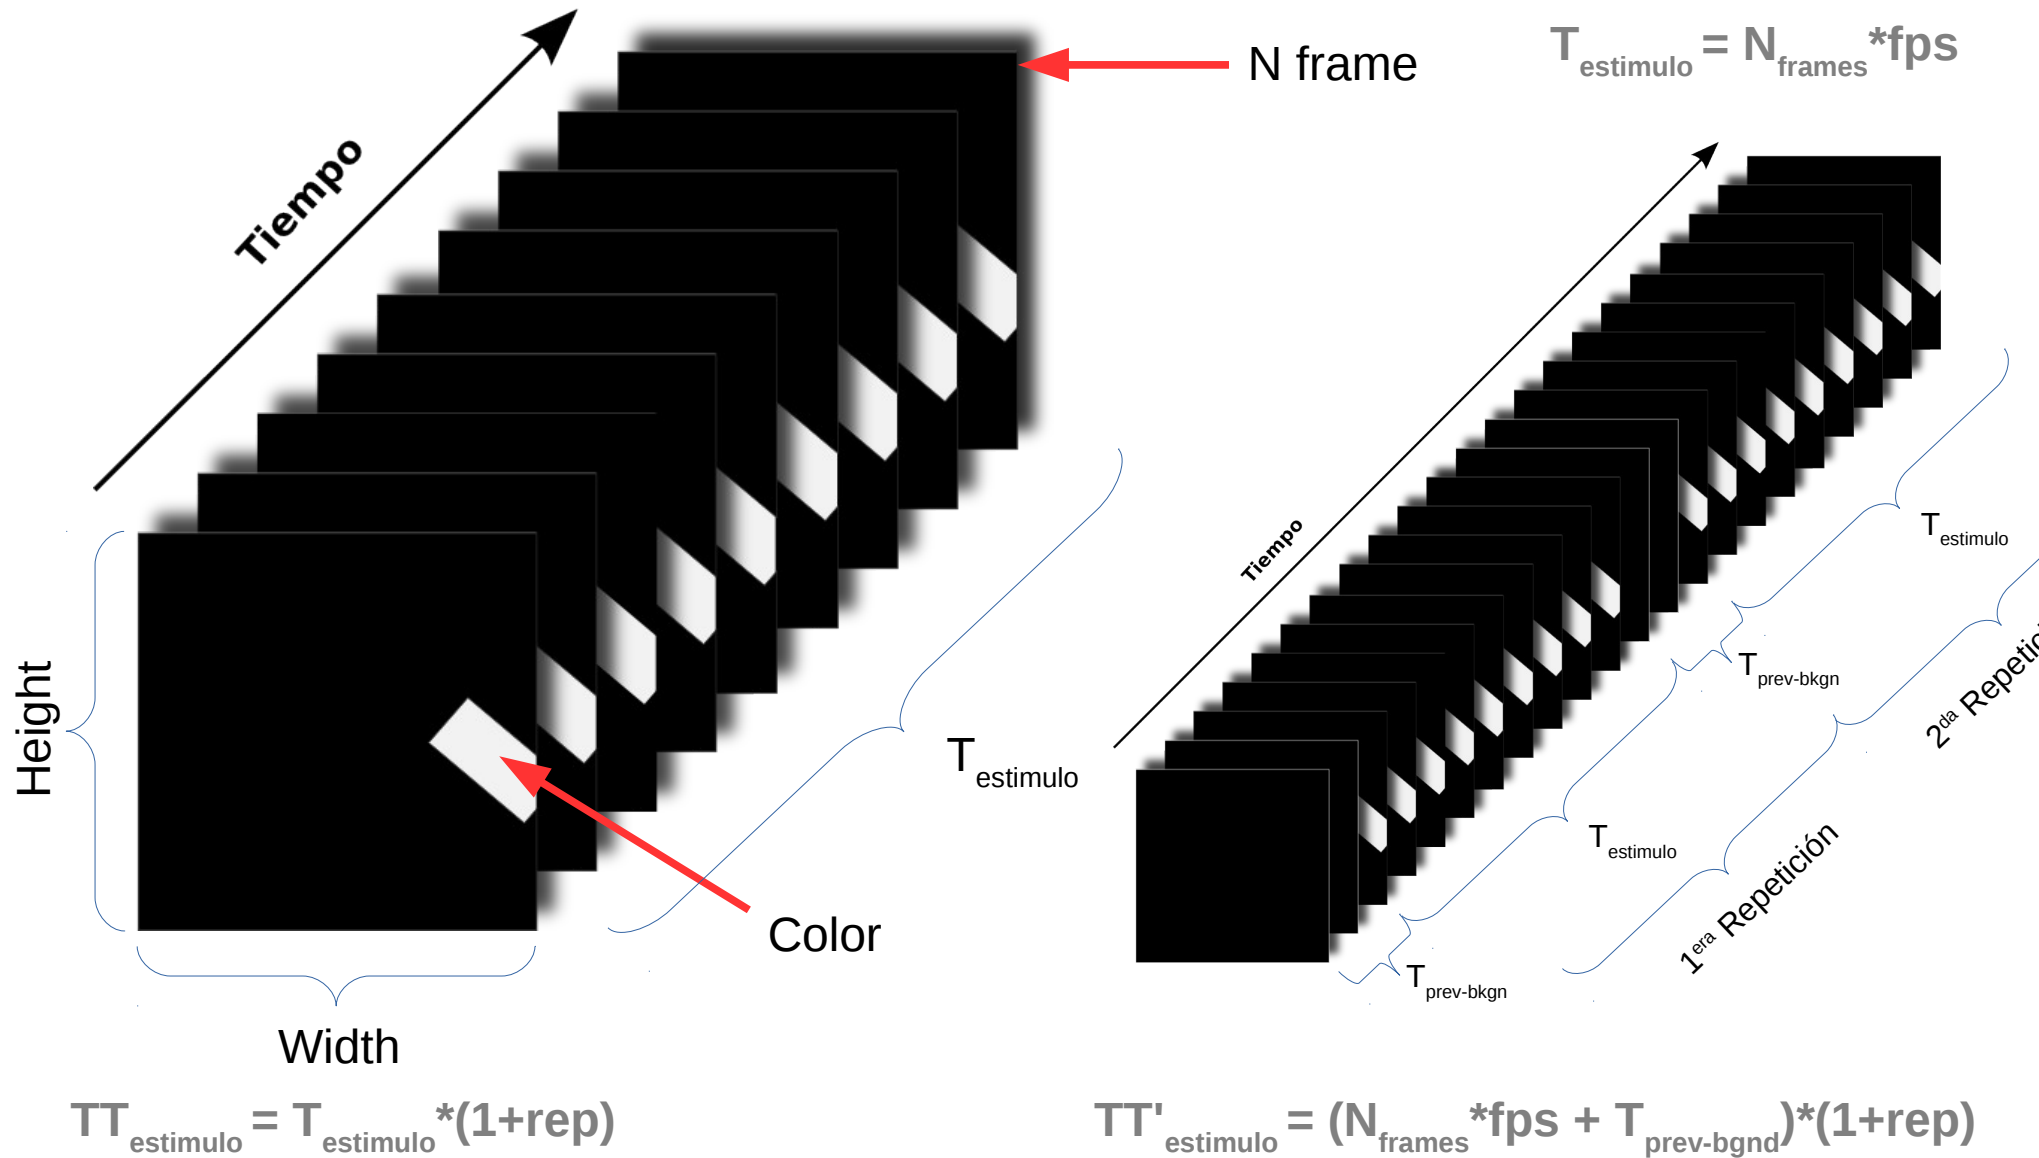 N frame
T estimulo = N frames *fps
Tiempo
Height
T estimulo
Color
Width
TT estimulo = T estimulo *(1+rep)
Tiempo
T estimulo
T prev-bkgn
2da Repetici
T estimulo
1era Repetición
T prev-bkgn
TT' estimulo = (N frames *fps + T prev-bgnd )*(1+rep)